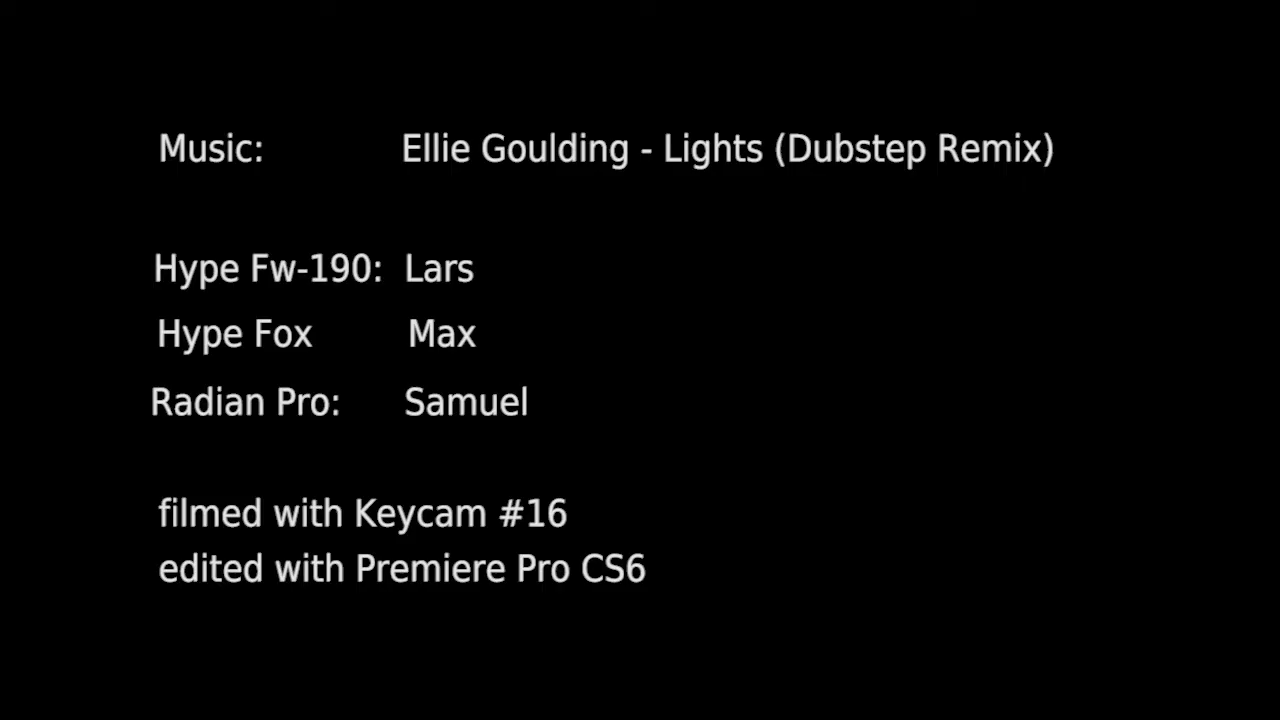 Music: Ellie Goulding - Lights (Dubstep Remix)
Hype Fw-190: Lars
Hype Fox Max
Radian Pro: Samuel
filmed with Keycam #16
edited with Premiere Pro CS6